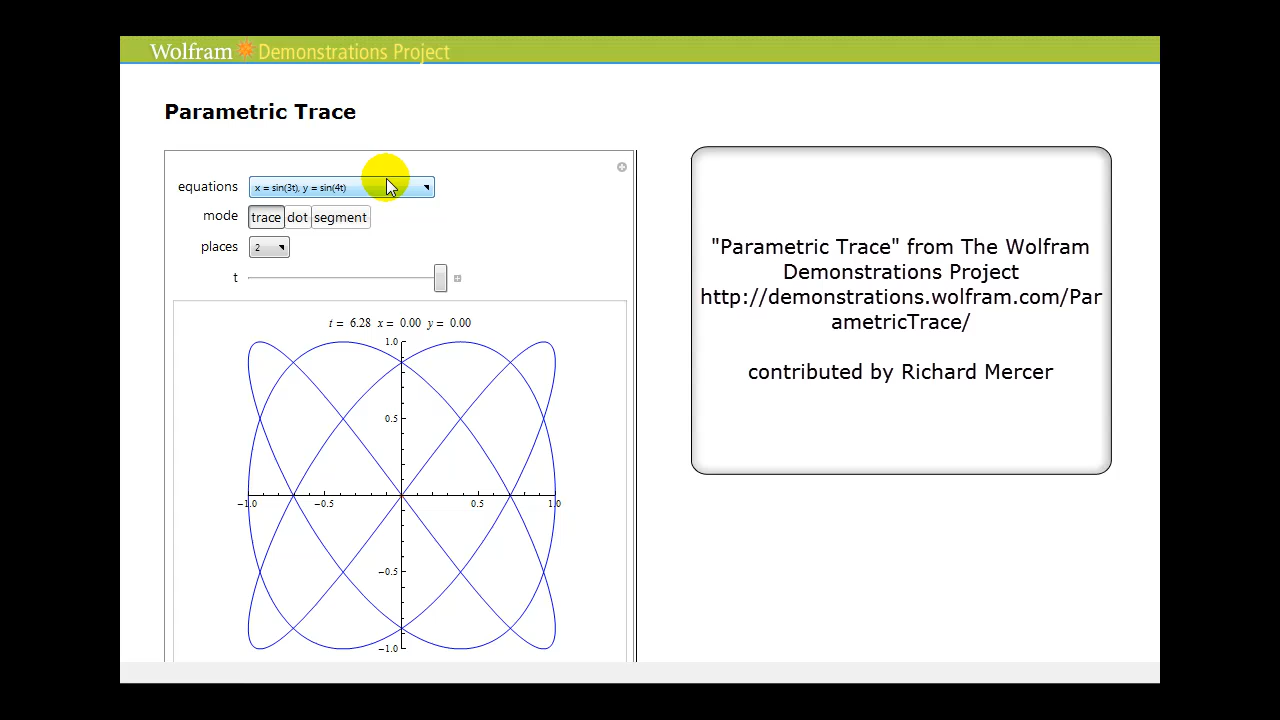 Wolfram Demonstrations Project
Parametric Trace
equations x = sin(3t), y = sin(4t)
mode trace dot segment
places 2
t
t = 6.28 x = 0.00 y = 0.00
1.0
0.5
−1.0 −0.5 0.5 1.0
−0.5
−1.0
"Parametric Trace" from The Wolfram
Demonstrations Project
http://demonstrations.wolfram.com/Par
ametricTrace/
contributed by Richard Mercer